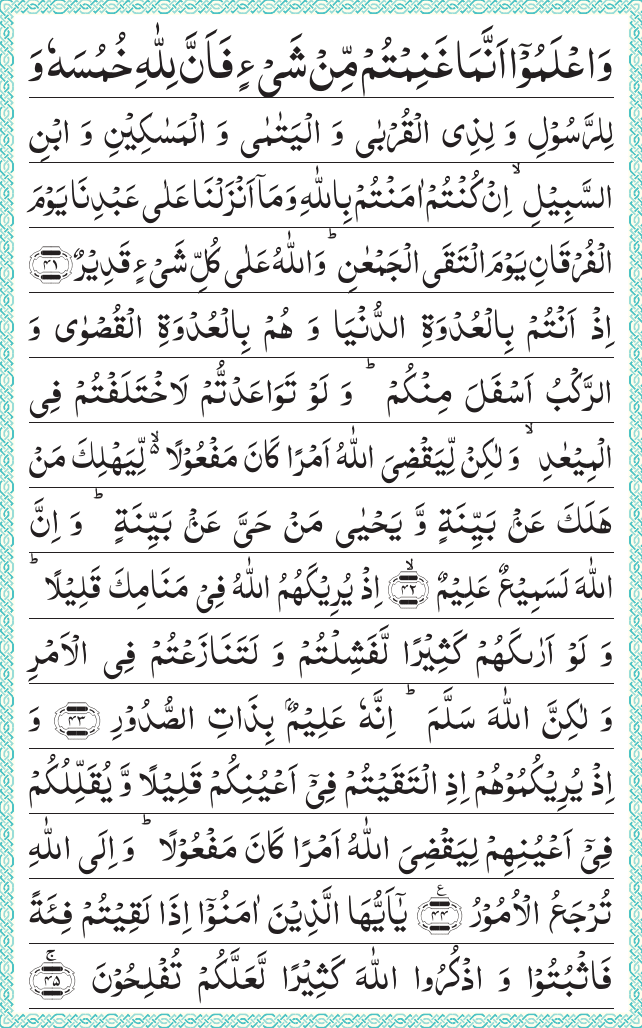 وَاعْلَمُوْۤا اَنَّمَا غَنِمْتُمْ مِّنْ شَیْءٍ فَاَنَّ لِلّٰهِ خُمُسَهٗ وَ
لِلرَّسُوْلِ وَ لِذِی الْقُرْبٰی وَ الْیَتٰمٰی وَ الْمَسٰكِیْنِ وَ ابْنِ
السَّبِیْلِ ۙ اِنْ كُنْتُمْ اٰمَنْتُمْ بِاللّٰهِ وَمَاۤ اَنْزَلْنَا عَلٰی عَبْدِنَا یَوْمَ
الْفُرْقَانِ یَوْمَ الْتَقَی الْجَمْعٰنِ ؕ وَاللّٰهُ عَلٰی كُلِّ شَیْءٍ قَدِیْرٌ ۴۱
اِذْ اَنْتُمْ بِالْعُدْوَةِ الدُّنْیَا وَ هُمْ بِالْعُدْوَةِ الْقُصْوٰی وَ
الرَّكْبُ اَسْفَلَ مِنْكُمْ ؕ وَ لَوْ تَوَاعَدْتُّمْ لَاخْتَلَفْتُمْ فِی
الْمِیْعٰدِ ۙ وَلٰكِنْ لِّیَقْضِیَ اللّٰهُ اَمْرًا كَانَ مَفْعُوْلًا ۙ۬ لِّیَهْلِكَ مَنْ
هَلَكَ عَنْۢ بَیِّنَةٍ وَّ یَحْیٰی مَنْ حَیَّ عَنْۢ بَیِّنَةٍ ؕ وَ اِنَّ
اللّٰهَ لَسَمِیْعٌ عَلِیْمٌ ۙ ۴۲ اِذْ یُرِیْكَهُمُ اللّٰهُ فِیْ مَنَامِكَ قَلِیْلًا ؕ
وَ لَوْ اَرٰىكَهُمْ كَثِیْرًا لَّفَشِلْتُمْ وَ لَتَنَازَعْتُمْ فِی الْاَمْرِ
وَ لٰكِنَّ اللّٰهَ سَلَّمَ ؕ اِنَّهٗ عَلِیْمٌۢ بِذَاتِ الصُّدُوْرِ ۴۳ وَ
اِذْ یُرِیْكُمُوْهُمْ اِذِ الْتَقَیْتُمْ فِیْۤ اَعْیُنِكُمْ قَلِیْلًا وَّ یُقَلِّلُكُمْ
فِیْۤ اَعْیُنِهِمْ لِیَقْضِیَ اللّٰهُ اَمْرًا كَانَ مَفْعُوْلًا ؕ وَ اِلَی اللّٰهِ
تُرْجَعُ الْاُمُوْرُ ۴۴ ع یٰۤاَیُّهَا الَّذِیْنَ اٰمَنُوْۤا اِذَا لَقِیْتُمْ فِئَةً
فَاثْبُتُوْا وَ اذْكُرُوا اللّٰهَ كَثِیْرًا لَّعَلَّكُمْ تُفْلِحُوْنَ ۚ ۴۵